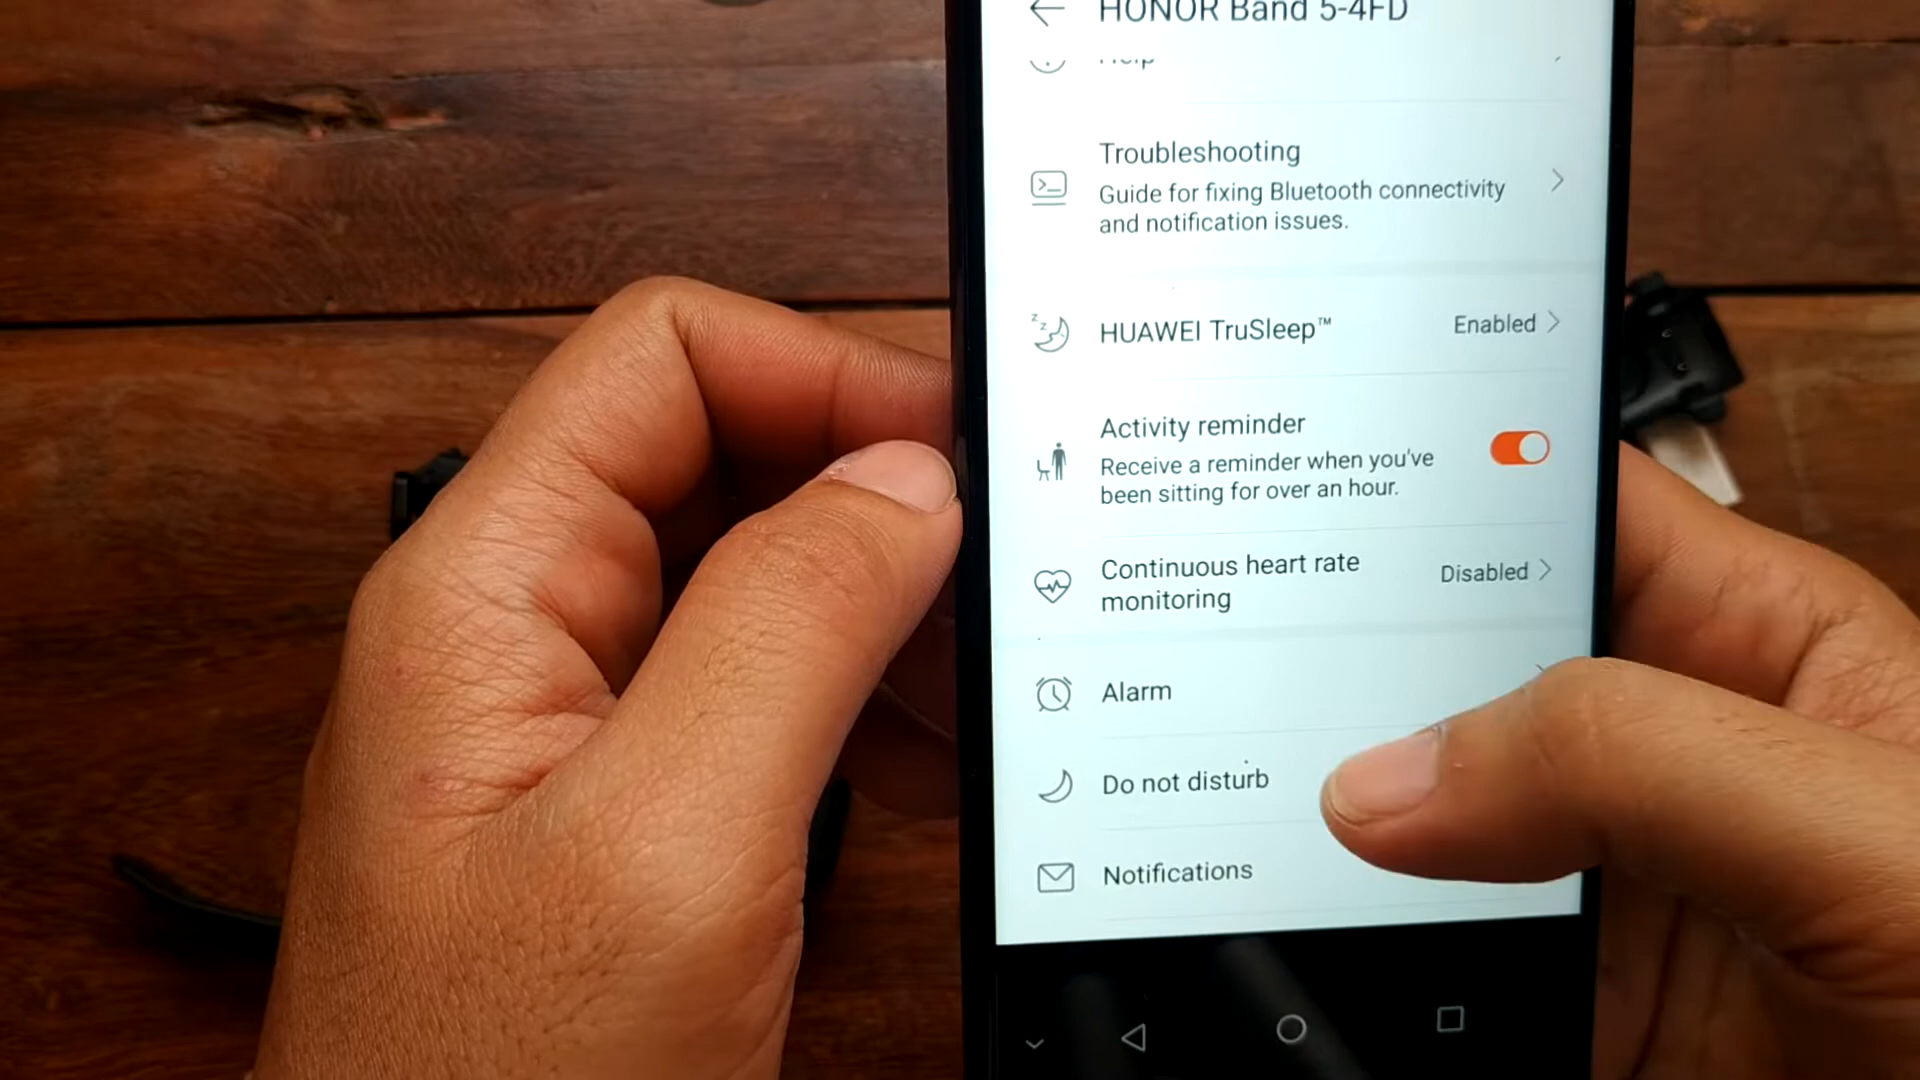 HONOR Band 5-4FD
Help
Troubleshooting
Guide for fixing Bluetooth connectivity
and notification issues.
HUAWEI TruSleep™
Enabled
Activity reminder
Receive a reminder when you've
been sitting for over an hour.
Continuous heart rate
monitoring
Disabled
Alarm
Do not disturb
Notifications